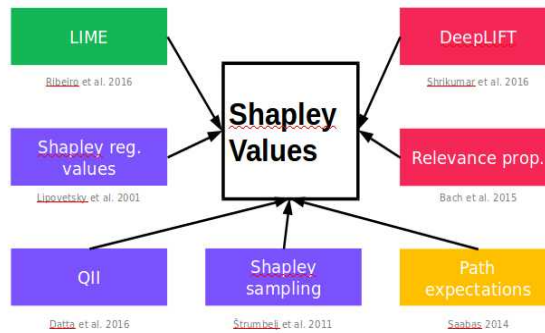 LIME
DeepLIFT
Ribeiro et al. 2016
Shrikumar et al. 2016
Shapley
Values
Shapley reg.
values
Relevance prop.
Lipovetsky et al. 2001
Bach et al. 2015
QII
Shapley
sampling
Path
expectations
Datta et al. 2016
Štrumbelj et al. 2011
Saabas 2014